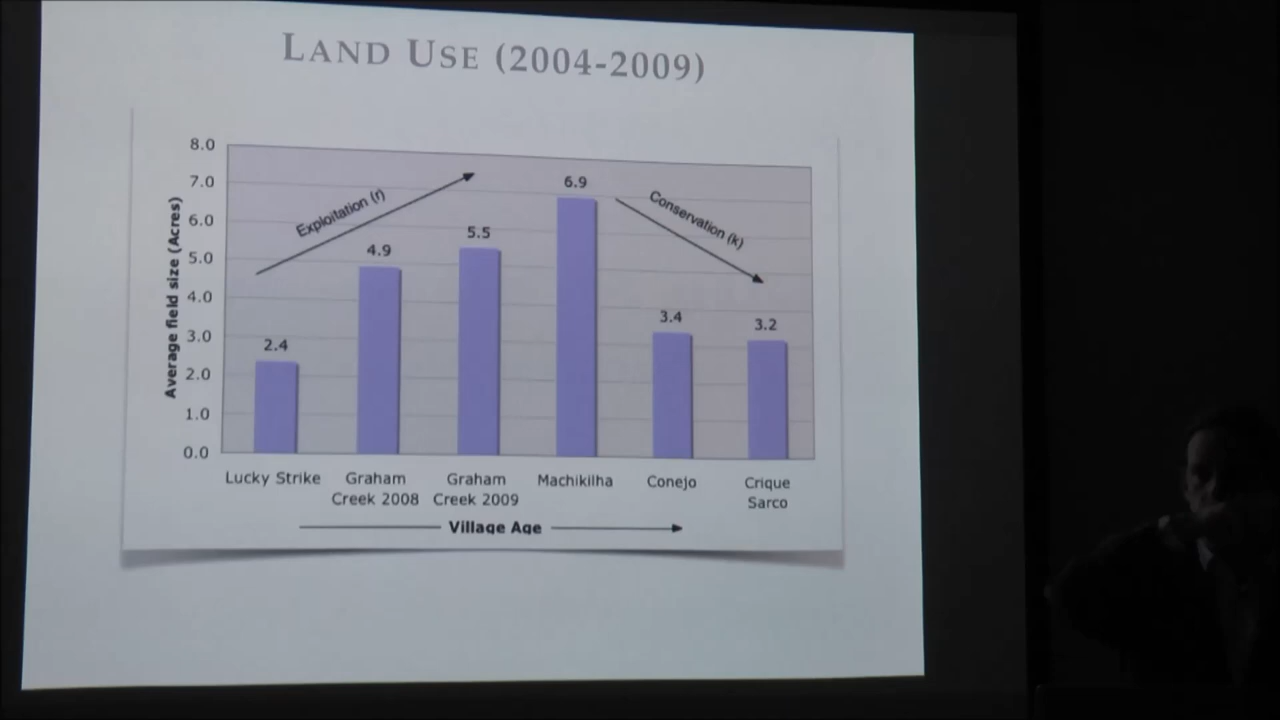 LAND USE (2004-2009)
8.0
7.0
6.0
5.0
4.0
3.0
2.0
1.0
0.0
Average field size (Acres)
Exploitation (r)
Conservation (k)
2.4
4.9
5.5
6.9
3.4
3.2
Lucky Strike
Graham
Creek 2008
Graham
Creek 2009
Machikilha
Conejo
Crique
Sarco
Village Age